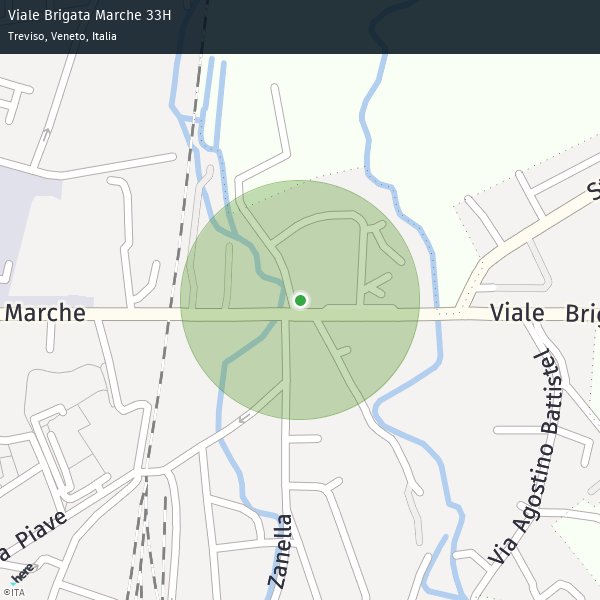 Viale Brigata Marche 33H
Treviso, Veneto, Italia
S
Marche
Viale Brig
Via Agostino Battistel
a Piave
Zanella
here
©ITA